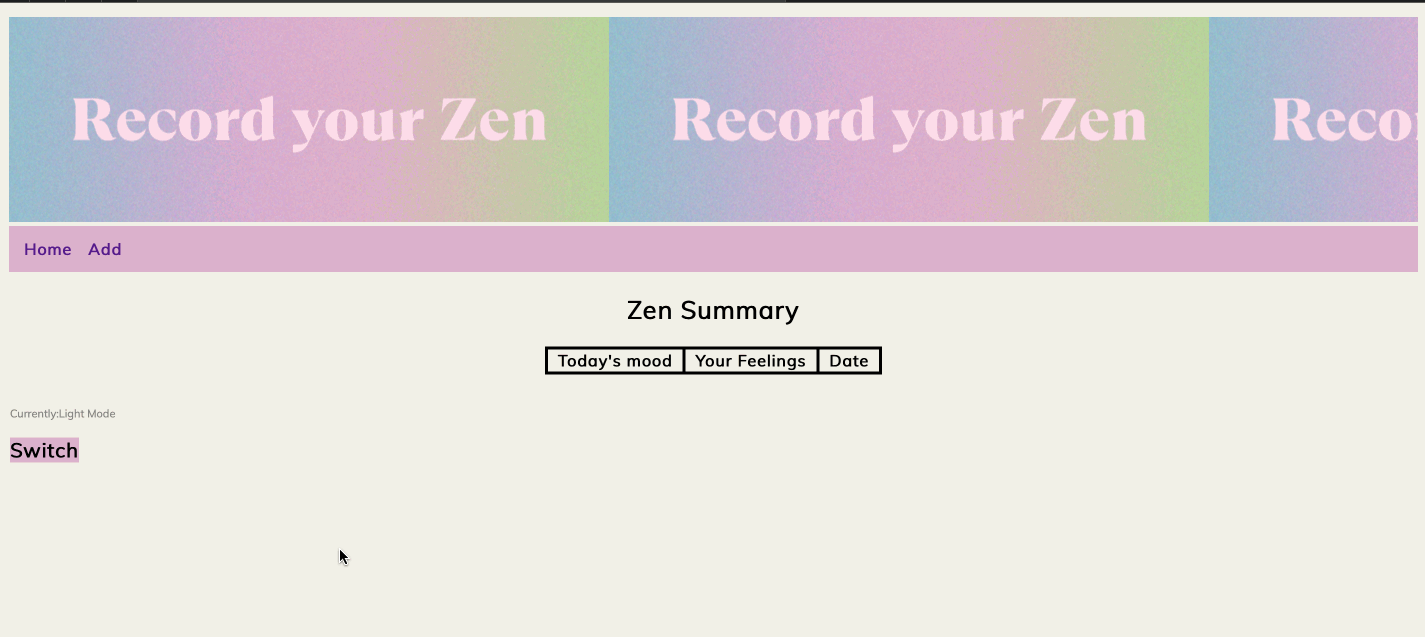 Record your Zen Record your Zen Recor
Home Add
Zen Summary
Today's mood Your Feelings Date
Currently:Light Mode
Switch